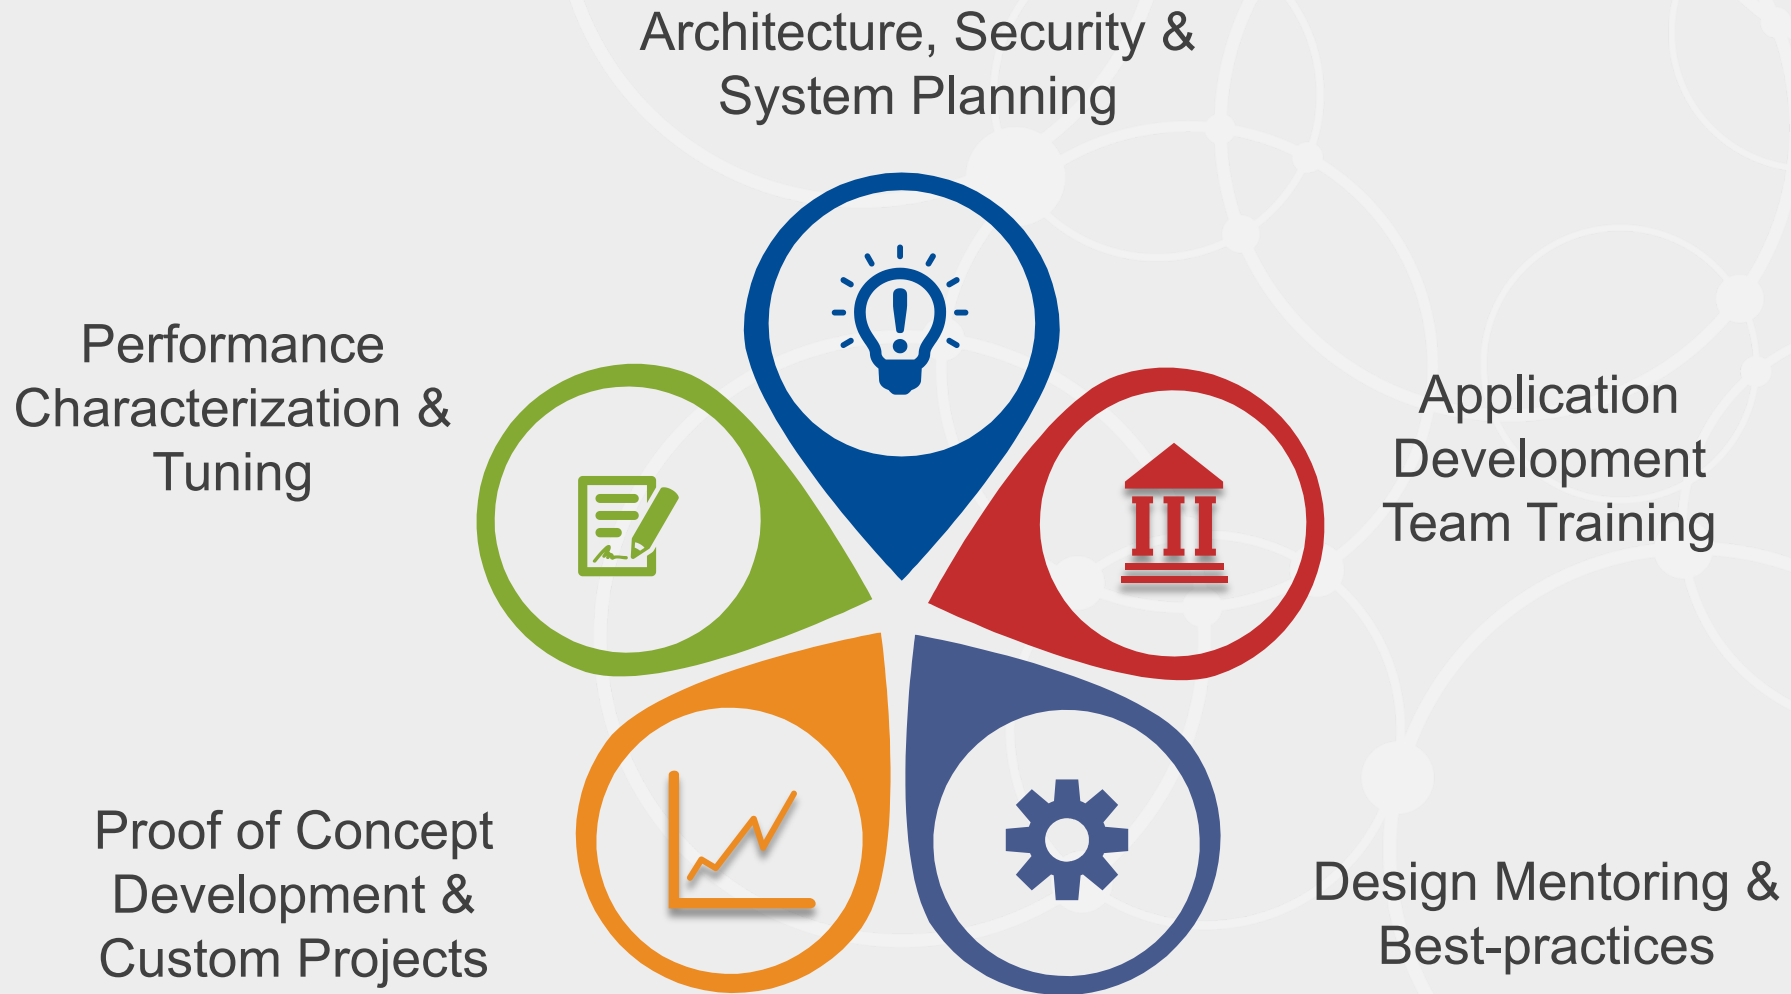 Architecture, Security &
System Planning
Performance
Characterization &
Tuning
Application
Development
Team Training
Proof of Concept
Development &
Custom Projects
Design Mentoring &
Best-practices